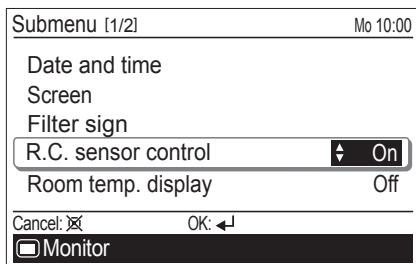 Submenu [1/2] Mo 10:00
Date and time
Screen
Filter sign
R.C. sensor control On
Room temp. display Off
Cancel: OK:
Monitor